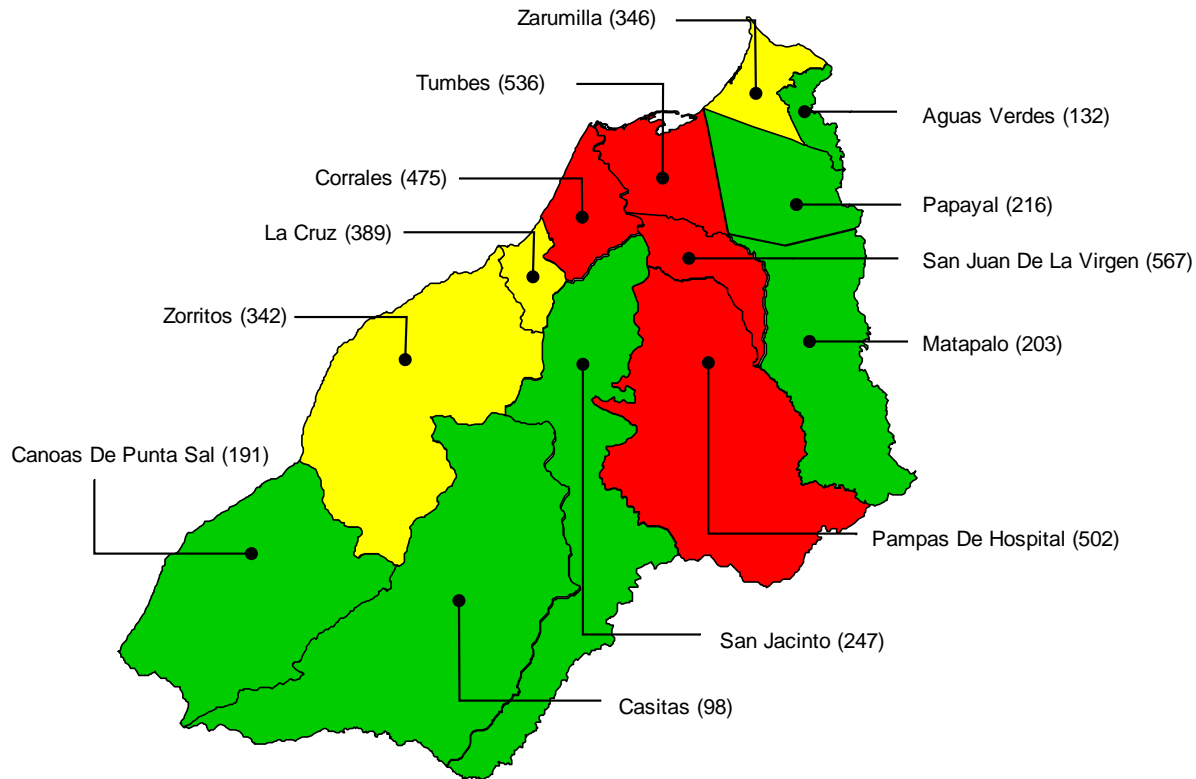 Zarumilla (346)
Tumbes (536)
Aguas Verdes (132)
Corrales (475)
Papayal (216)
La Cruz (389)
San Juan De La Virgen (567)
Zorritos (342)
Matapalo (203)
Canoas De Punta Sal (191)
Pampas De Hospital (502)
San Jacinto (247)
Casitas (98)